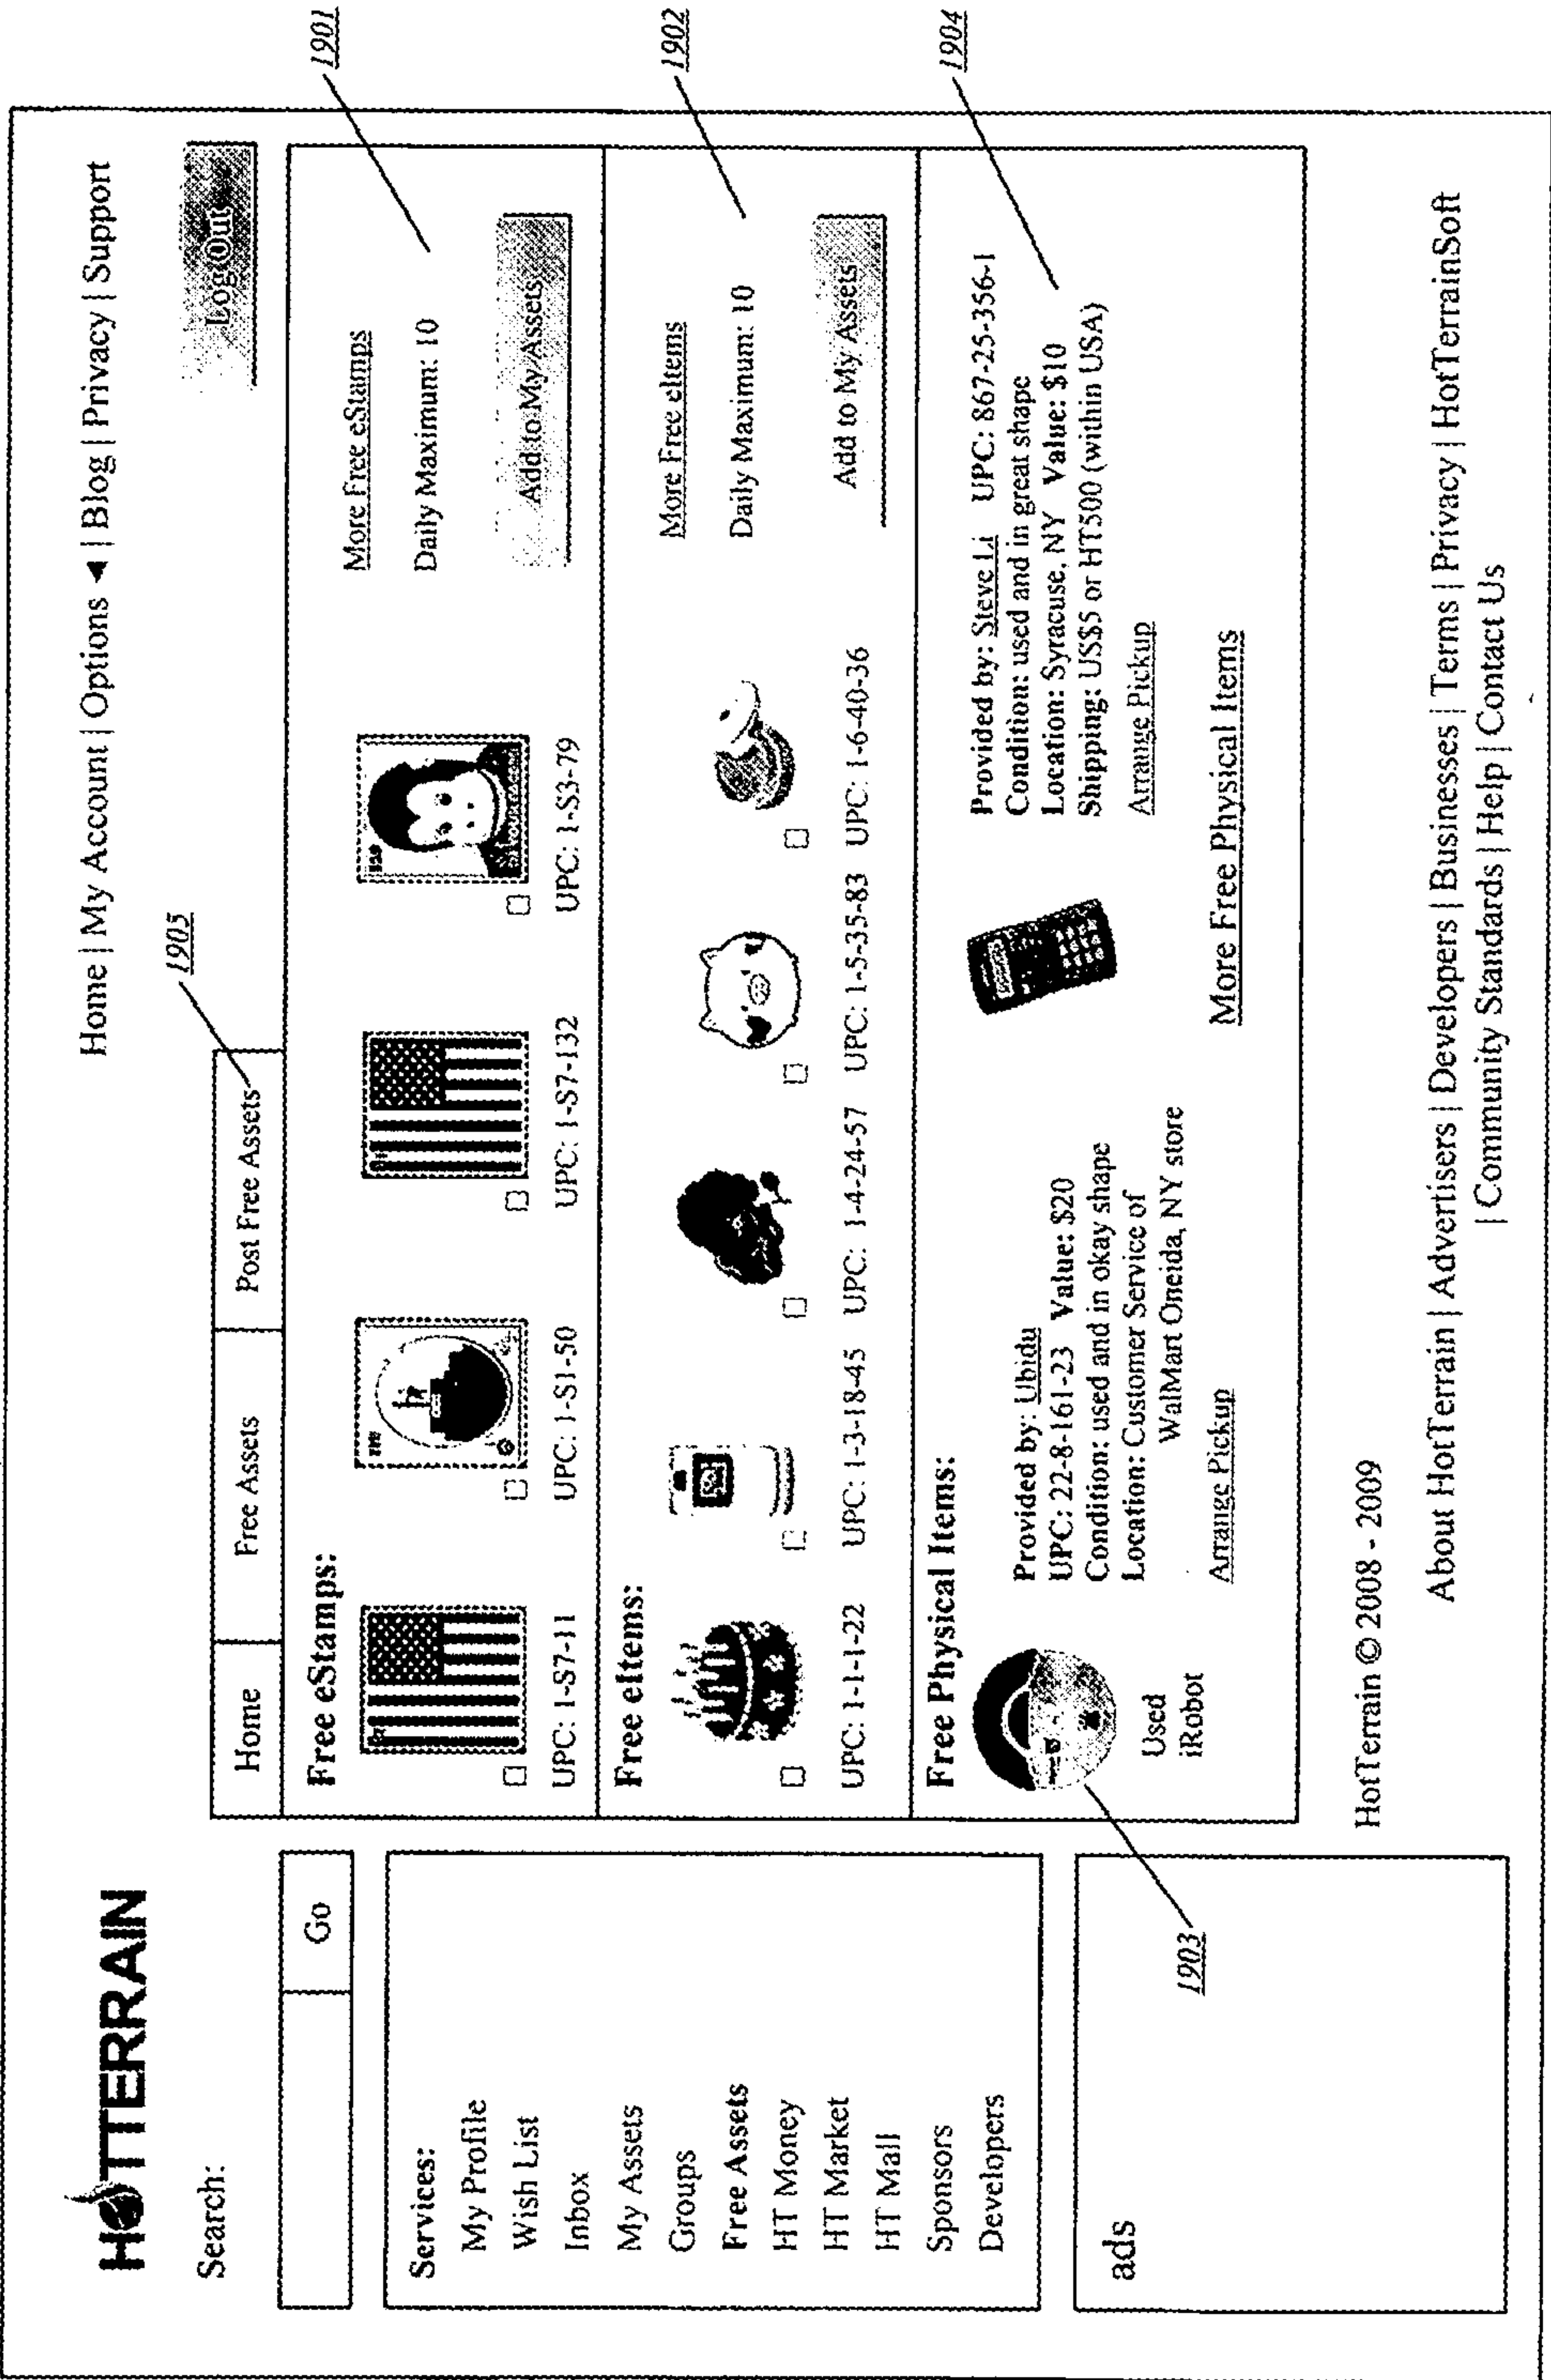 HOTTERRAIN
Home | My Account | Options ◄ | Blog | Privacy | Support
Search:
Go
Log Out
1905
Home
Free Assets
Post Free Assets
Services:
My Profile
Wish List
Inbox
My Assets
Groups
Free Assets
HT Money
HT Market
HT Mall
Sponsors
Developers
ads
Free eStamps:
UPC: 1-S7-11
UPC: 1-S1-50
UPC: 1-S7-132
UPC: 1-S3-79
More Free eStamps
Daily Maximum: 10
Add to My Assets
1901
Free eItems:
UPC: 1-1-1-22
UPC: 1-3-18-45
UPC: 1-4-24-57
UPC: 1-5-35-83
UPC: 1-6-40-36
More Free eItems
Daily Maximum: 10
Add to My Assets
1902
Free Physical Items:
Used
iRobot
1903
Provided by: Ubidu
UPC: 22-8-161-23 Value: $20
Condition: used and in okay shape
Location: Customer Service of
WalMart Oneida, NY store
Arrange Pickup
Provided by: Steve Li UPC: 867-25-356-1
Condition: used and in great shape
Location: Syracuse, NY Value: $10
Shipping: US$5 or HT500 (within USA)
Arrange Pickup
1904
More Free Physical Items
HotTerrain © 2008 - 2009
About HotTerrain | Advertisers | Developers | Businesses | Terms | Privacy | HotTerrainSoft
| Community Standards | Help | Contact Us